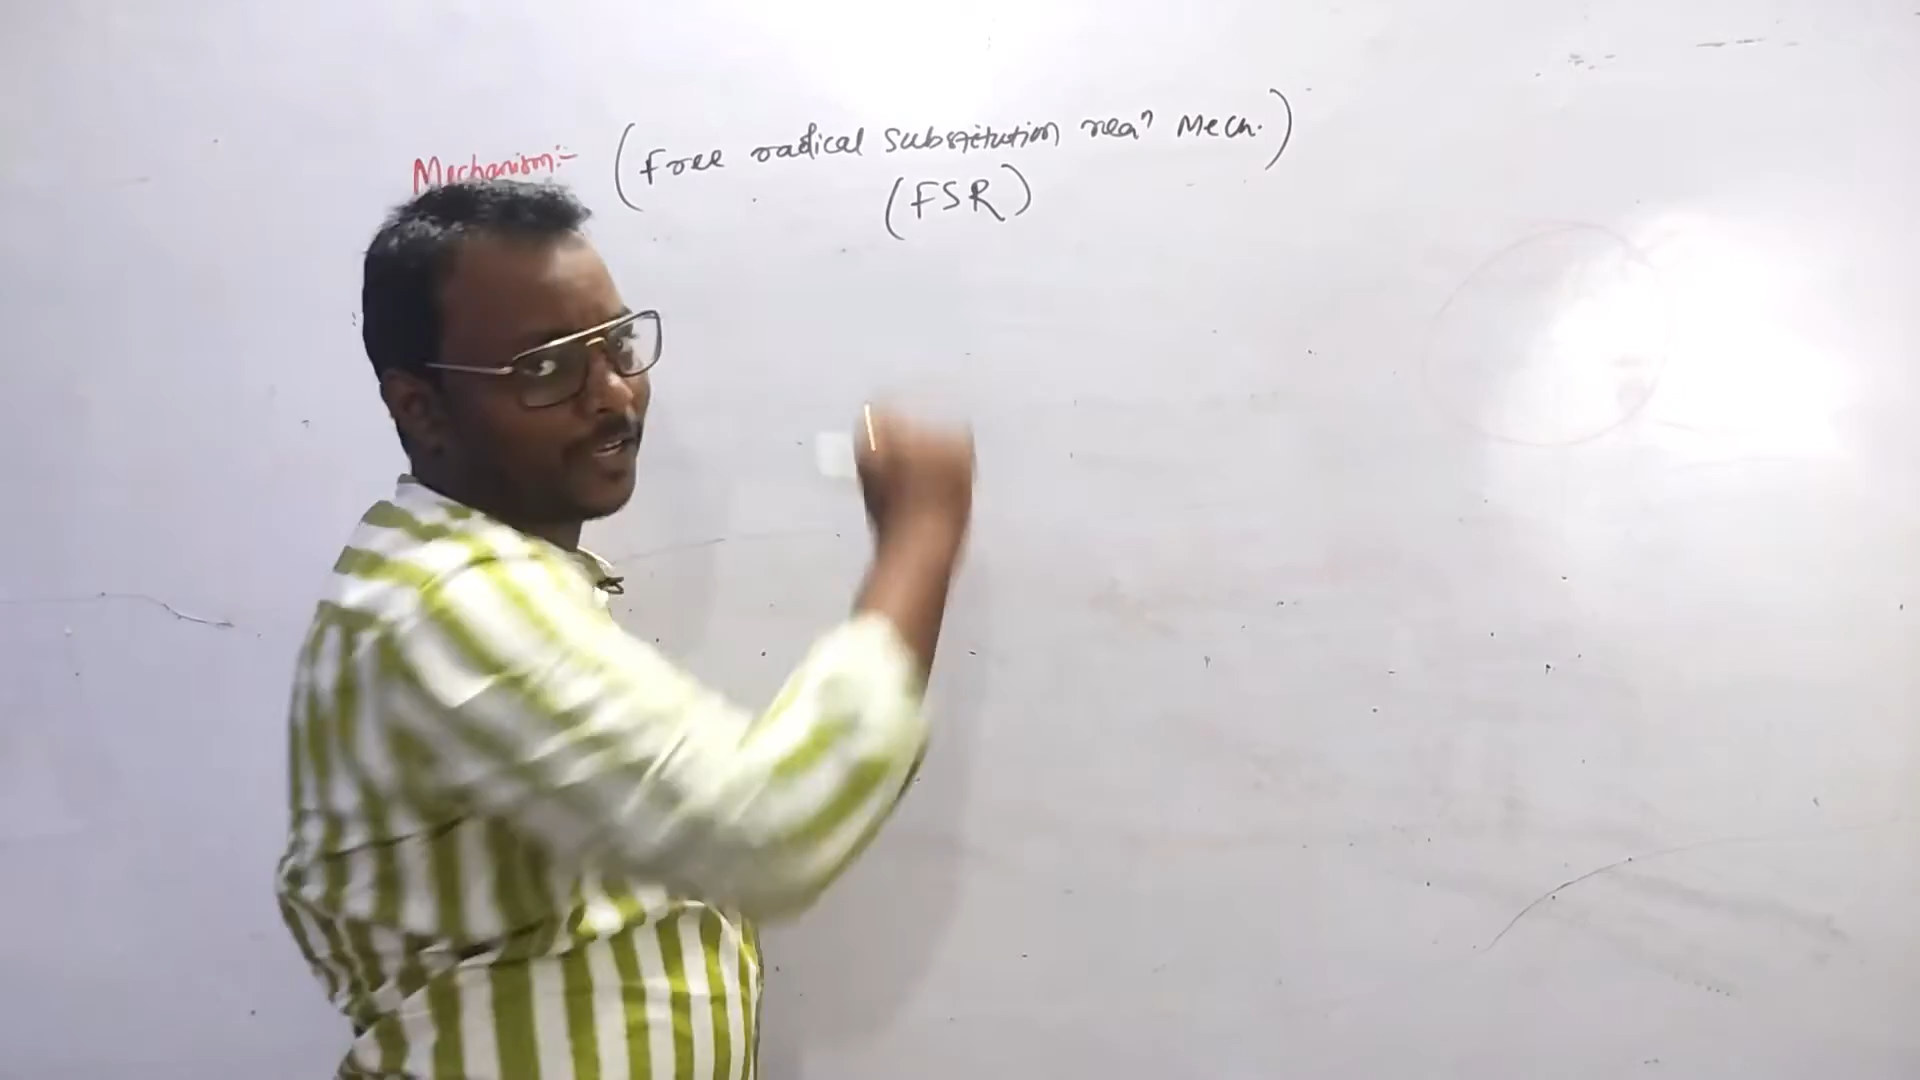 Mechanism:- (Free radical substitution reaⁿ Mech.)
(FSR)